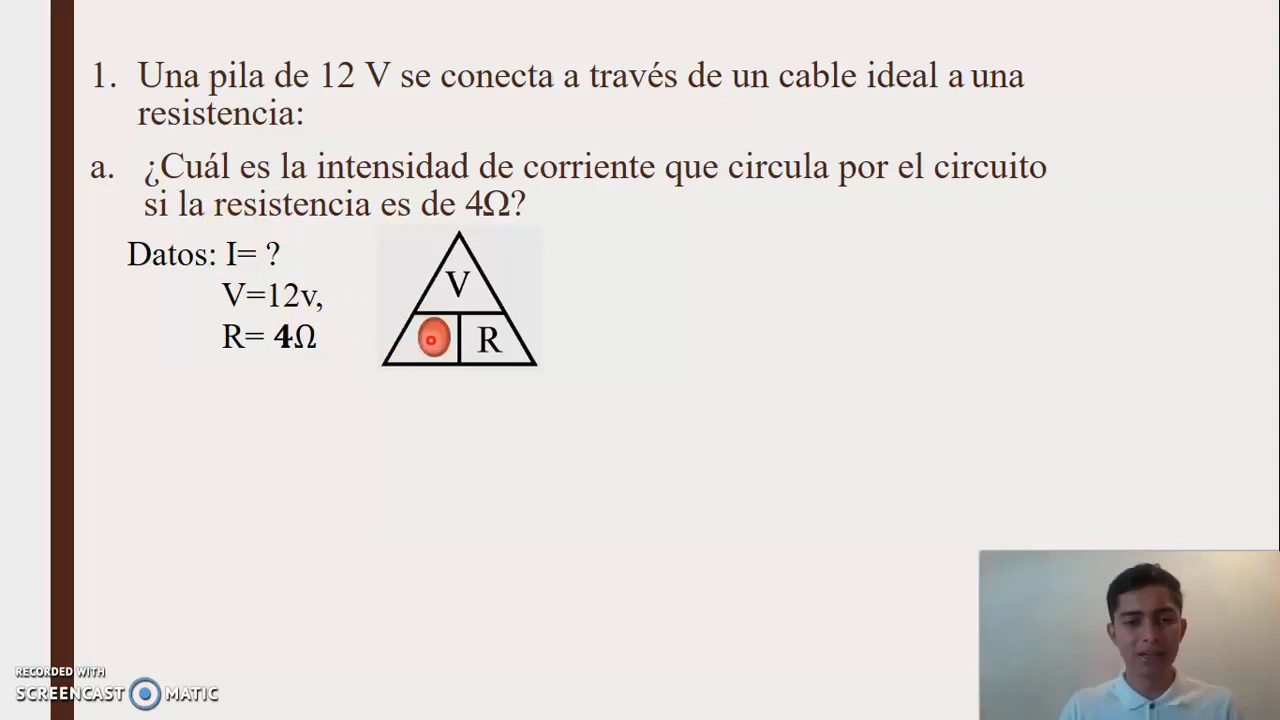 1. Una pila de 12 V se conecta a través de un cable ideal a una
resistencia:
a. ¿Cuál es la intensidad de corriente que circula por el circuito
si la resistencia es de 4Ω?
Datos: I= ?
V=12v,
R= 4Ω
V
R
RECORDED WITH
SCREENCAST MATIC